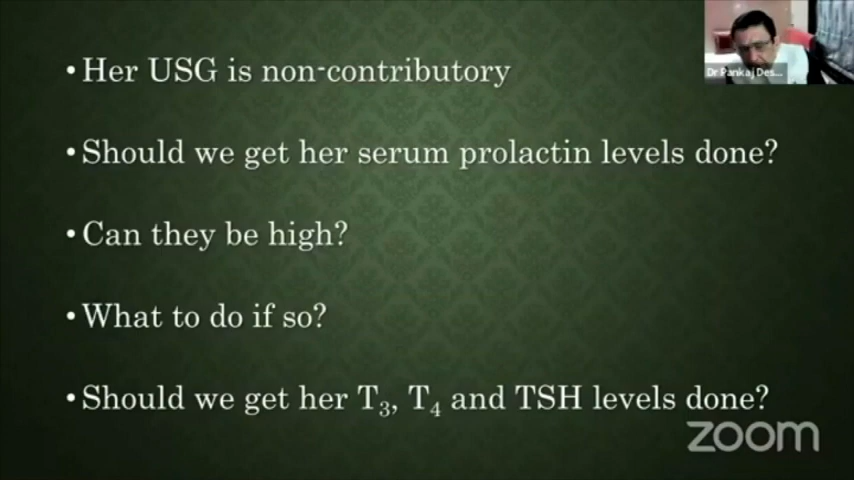 • Her USG is non-contributory
Dr Pankaj Des...
• Should we get her serum prolactin levels done?
• Can they be high?
• What to do if so?
• Should we get her T₃, T₄ and TSH levels done?
zoom